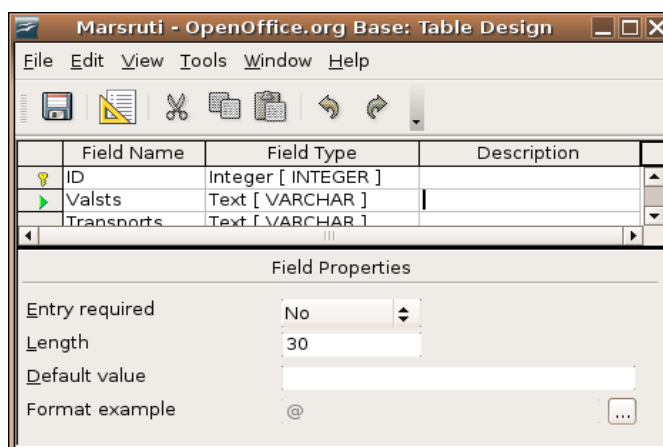 Marsruti - OpenOffice.org Base: Table Design
File Edit View Tools Window Help
Field Name Field Type Description
ID Integer [ INTEGER ]
Valsts Text [ VARCHAR ]
Transports Text [ VARCHAR ]
Field Properties
Entry required No
Length 30
Default value
Format example @ ...